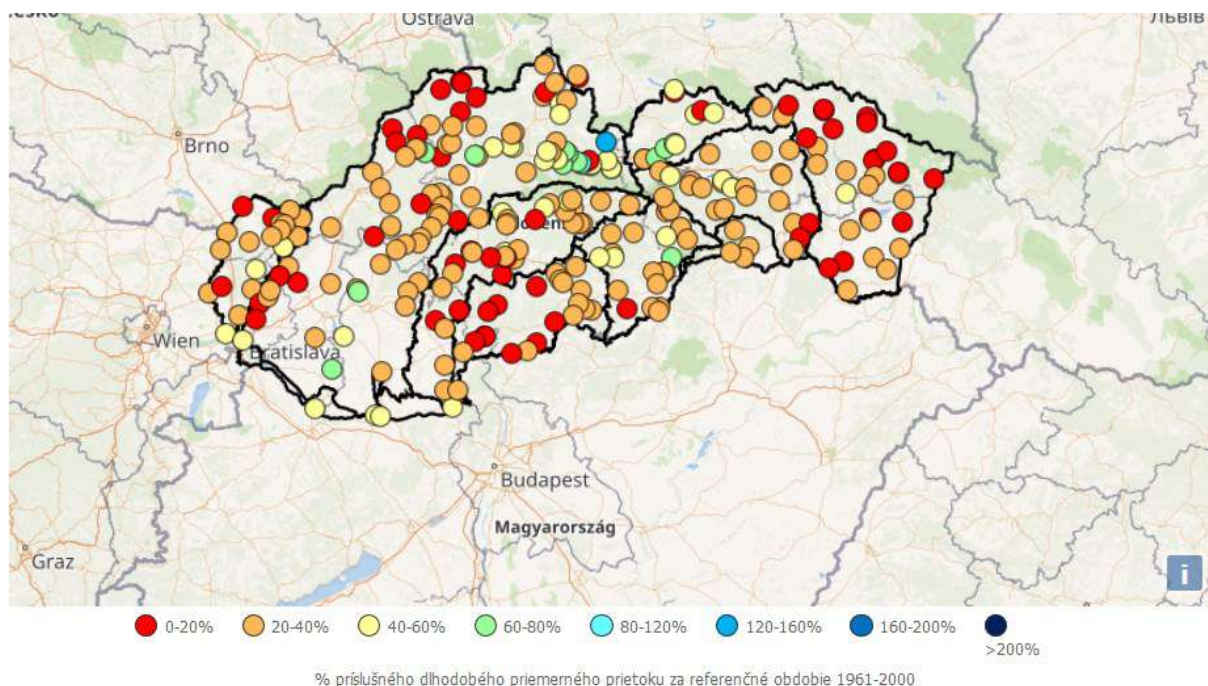 Ostrava
Львів
Brno
Wien
Bratislava
Budapest
Magyarország
Graz
i
0-20%
20-40%
40-60%
60-80%
80-120%
120-160%
160-200%
>200%
% príslušného dlhodobého priemerného prietoku za referenčné obdobie 1961-2000